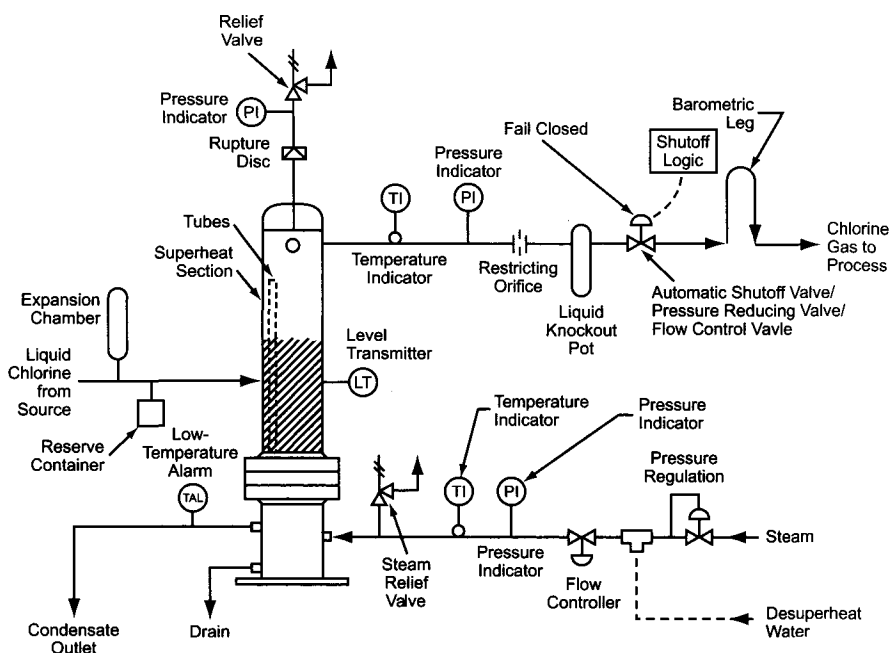 Relief
Valve
Pressure
Indicator
PI
Rupture
Disc
Tubes
Superheat
Section
Expansion
Chamber
Liquid
Chlorine
from
Source
Reserve
Container
Low-
Temperature
Alarm
TAL
Condensate
Outlet
Drain
TI
Temperature
Indicator
Pressure
Indicator
PI
Restricting
Orifice
Liquid
Knockout
Pot
Fail Closed
Shutoff
Logic
Barometric
Leg
Chlorine
Gas to
Process
Automatic Shutoff Valve/
Pressure Reducing Valve/
Flow Control Vavle
Level
Transmitter
LT
Temperature
Indicator
TI
Pressure
Indicator
PI
Pressure
Regulation
Steam
Steam
Relief
Valve
Pressure
Indicator
Flow
Controller
Desuperheat
Water